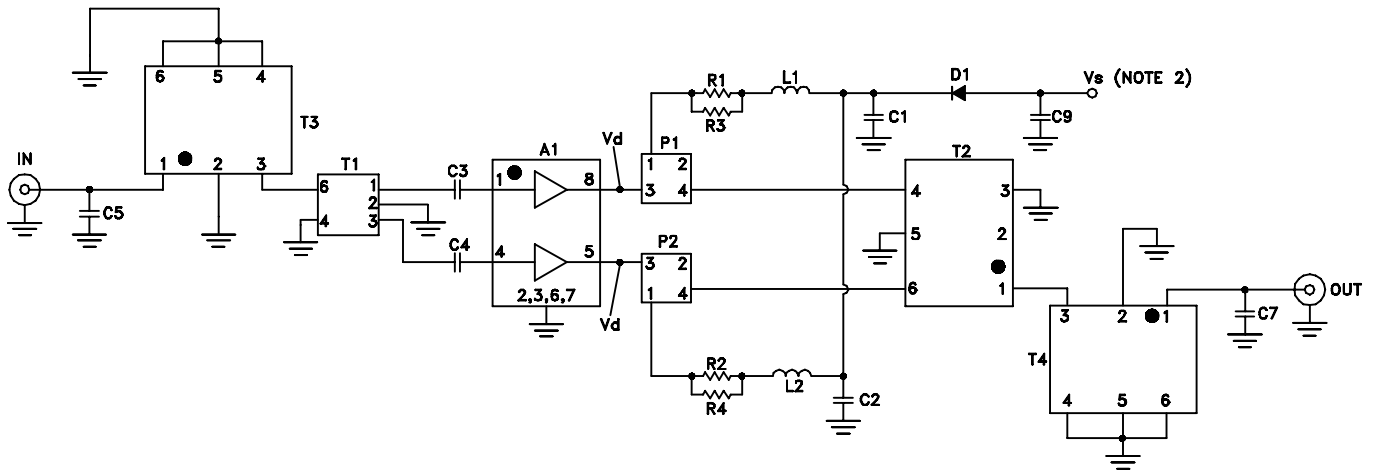 6 5 4
T3
1 2 3
IN
C5
T1
6 1
2
4 3
C3
C4
A1
1 8
4 5
2,3,6,7
Vd
Vd
R1
R3
L1
P1
1 2
3 4
P2
3 2
1 4
R2
R4
L2
C1
D1
Vs (NOTE 2)
C9
C2
T2
4 3
5 2
6 1
T4
3 2 1
4 5 6
C7
OUT